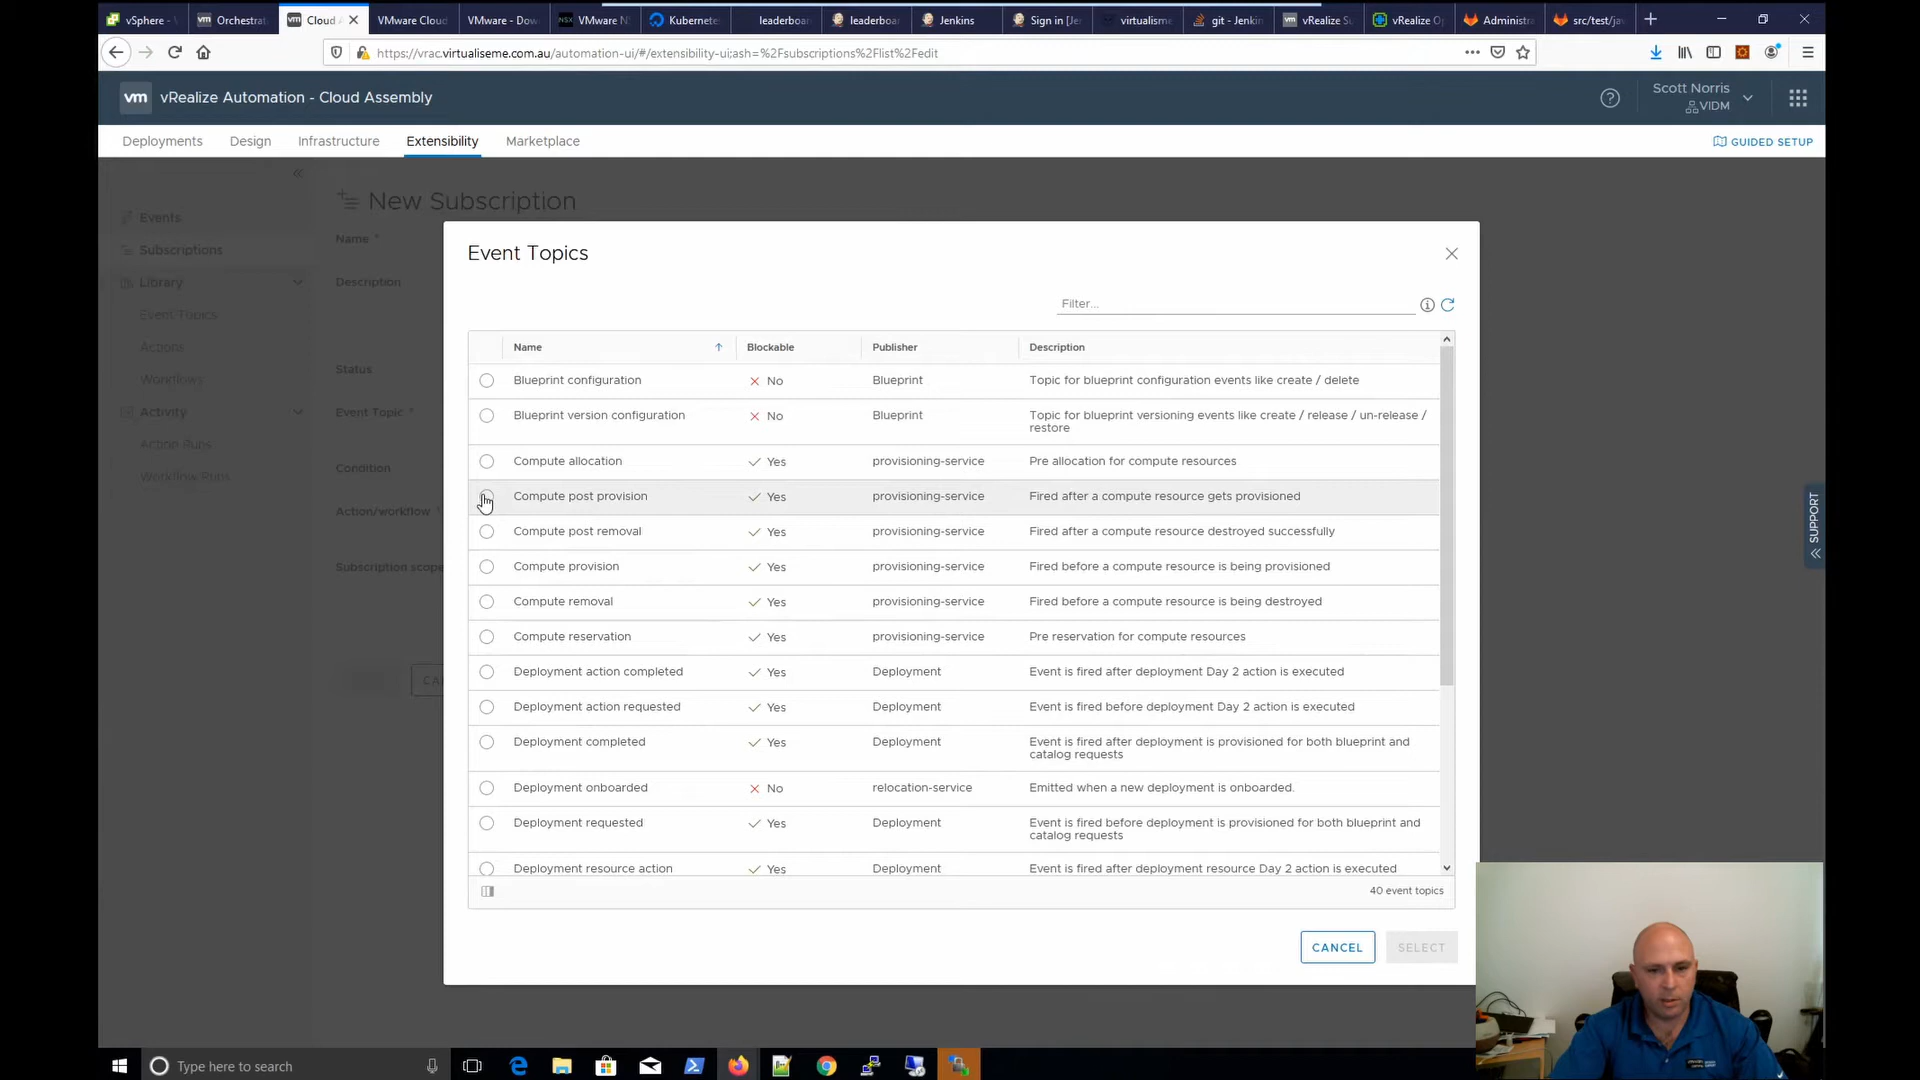 vSphere -
Orchestrat
Cloud A
VMware Clou
VMware - Dow
VMware N
Kubernete
leaderboar
leaderboa
Jenkins
Sign in [Je
virtualisme
git - Jenkin
vRealize Su
vRealize Op
Administra
src/test/jav
https://vrac.virtualiseme.com.au/automation-ui/#/extensibility-ui;ash=%2Fsubscriptions%2Flist%2Fedit
vm vRealize Automation - Cloud Assembly
Scott Norris
VIDM
Deployments Design Infrastructure Extensibility Marketplace
GUIDED SETUP
New Subscription
Events
Subscriptions
Library
Event Topics
Actions
Workflows
Activity
Action Runs
Workflow Runs
Name *
Description
Status
Event Topic *
Condition
Action/workflow *
Subscription scope
CA
Event Topics
Filter...
Name Blockable Publisher Description
Blueprint configuration No Blueprint Topic for blueprint configuration events like create / delete
Blueprint version configuration No Blueprint Topic for blueprint versioning events like create / release / un-release /
restore
Compute allocation Yes provisioning-service Pre allocation for compute resources
Compute post provision Yes provisioning-service Fired after a compute resource gets provisioned
Compute post removal Yes provisioning-service Fired after a compute resource destroyed successfully
Compute provision Yes provisioning-service Fired before a compute resource is being provisioned
Compute removal Yes provisioning-service Fired before a compute resource is being destroyed
Compute reservation Yes provisioning-service Pre reservation for compute resources
Deployment action completed Yes Deployment Event is fired after deployment Day 2 action is executed
Deployment action requested Yes Deployment Event is fired before deployment Day 2 action is executed
Deployment completed Yes Deployment Event is fired after deployment is provisioned for both blueprint and
catalog requests
Deployment onboarded No relocation-service Emitted when a new deployment is onboarded.
Deployment requested Yes Deployment Event is fired before deployment is provisioned for both blueprint and
catalog requests
Deployment resource action Yes Deployment Event is fired after deployment resource Day 2 action is executed
40 event topics
CANCEL SELECT
SUPPORT
Type here to search